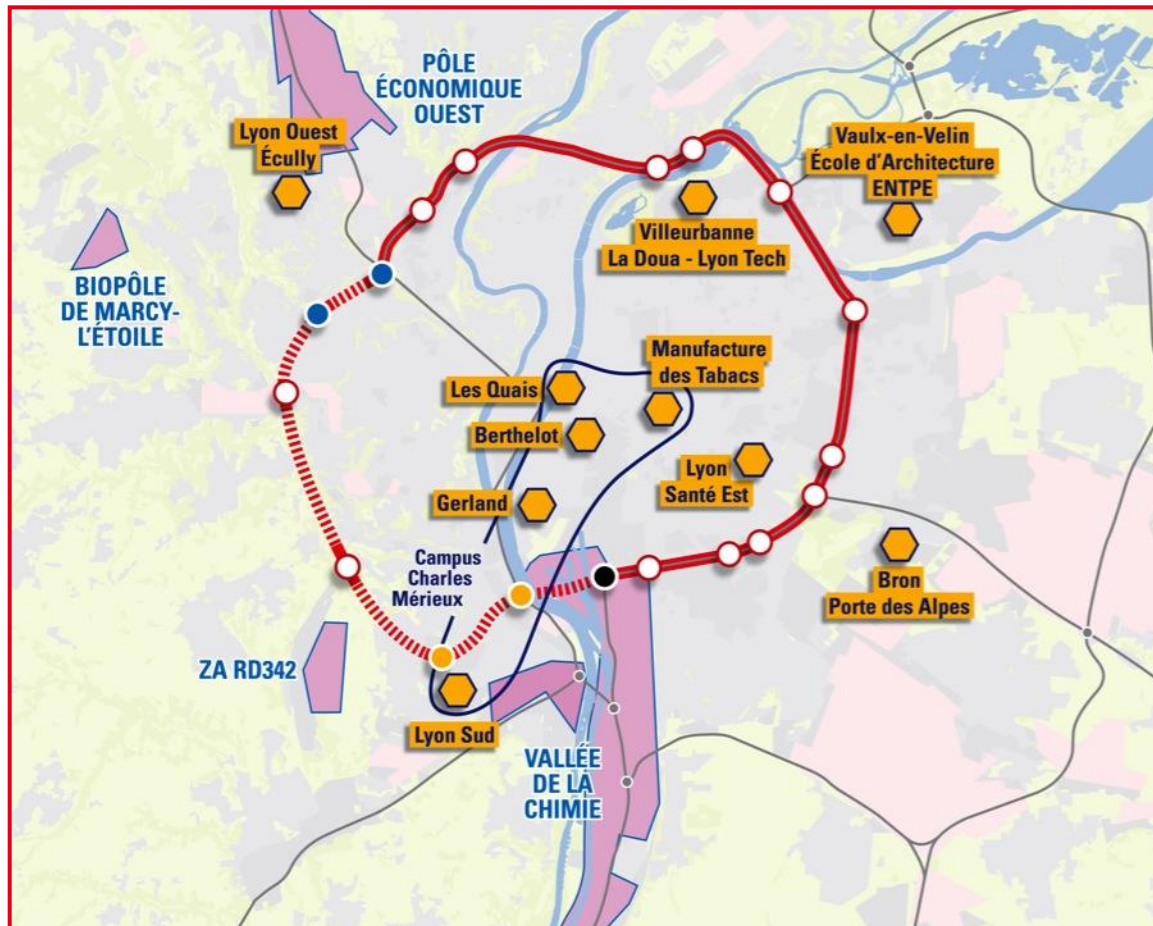 PÔLE
ÉCONOMIQUE
OUEST
Lyon Ouest
Écully
Vaulx-en-Velin
École d'Architecture
ENTPE
Villeurbanne
La Doua - Lyon Tech
BIOPÔLE
DE MARCY-
L'ÉTOILE
Manufacture
des Tabacs
Les Quais
Berthelot
Lyon
Santé Est
Gerland
Campus
Charles
Mérieux
Bron
Porte des Alpes
ZA RD342
Lyon Sud
VALLÉE
DE LA
CHIMIE